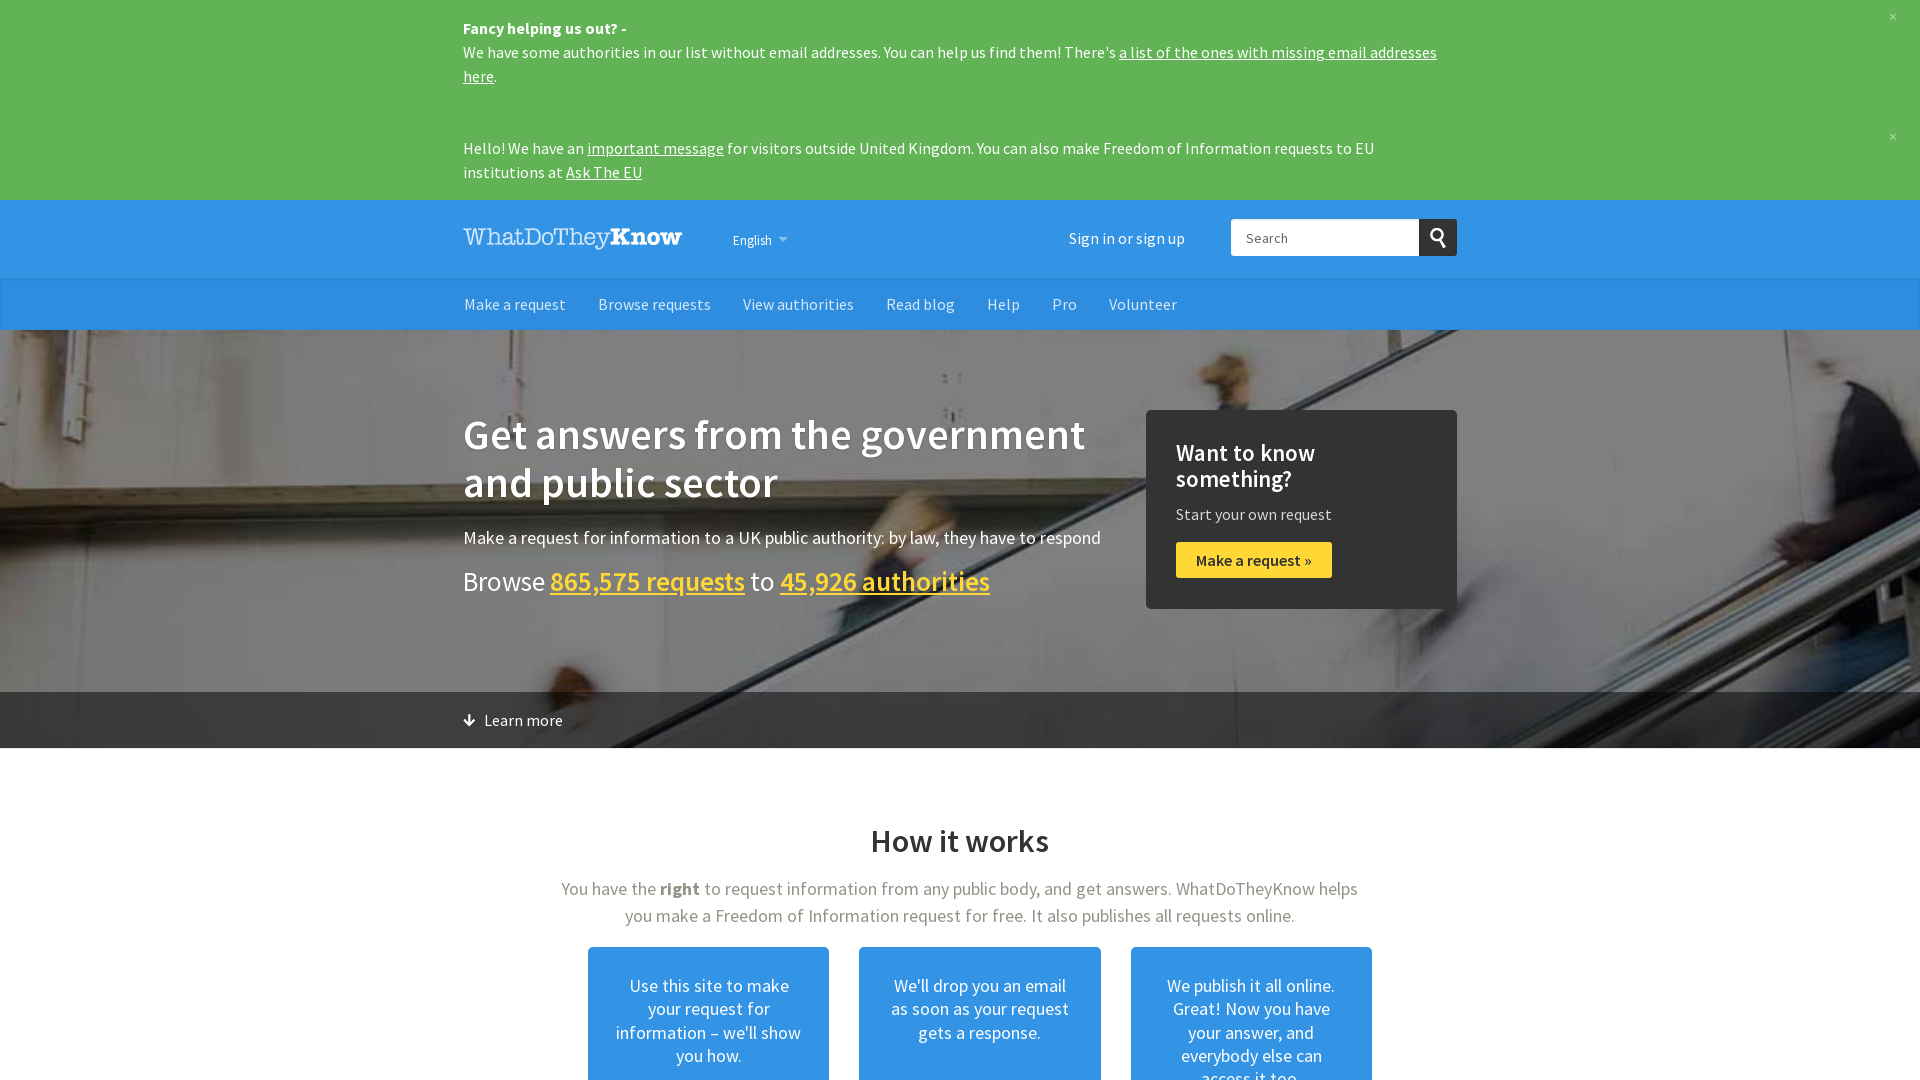 Fancy helping us out? -
We have some authorities in our list without email addresses. You can help us find them! There's a list of the ones with missing email addresses
here.
×
Hello! We have an important message for visitors outside United Kingdom. You can also make Freedom of Information requests to EU
institutions at Ask The EU
×
WhatDoTheyKnow
English
Sign in or sign up
Search
Make a request
Browse requests
View authorities
Read blog
Help
Pro
Volunteer
Get answers from the government
and public sector
Make a request for information to a UK public authority: by law, they have to respond
Browse 865,575 requests to 45,926 authorities
Want to know
something?
Start your own request
Make a request »
Learn more
How it works
You have the right to request information from any public body, and get answers. WhatDoTheyKnow helps
you make a Freedom of Information request for free. It also publishes all requests online.
Use this site to make
your request for
information – we'll show
you how.
We'll drop you an email
as soon as your request
gets a response.
We publish it all online.
Great! Now you have
your answer, and
everybody else can
access it too.